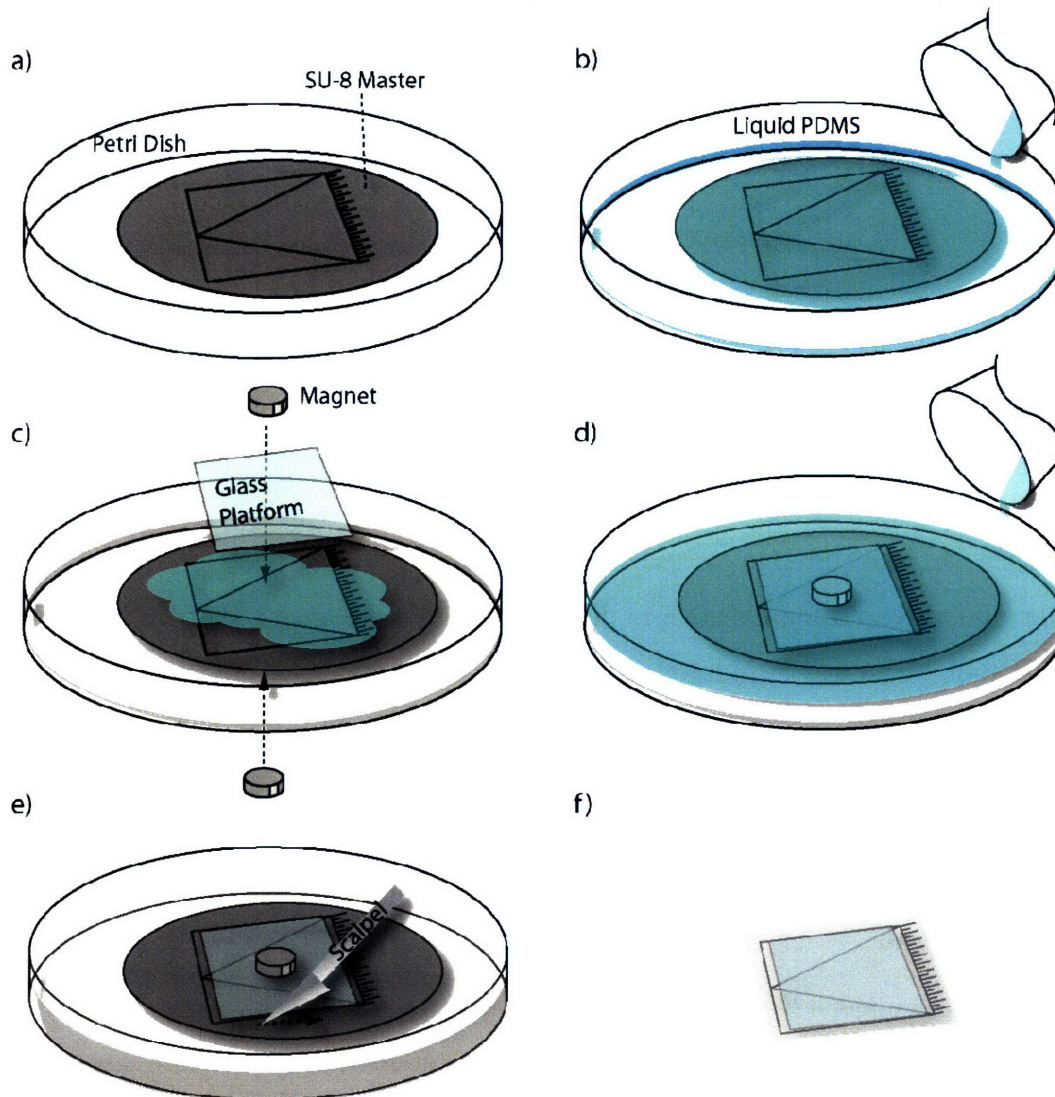 a)
SU-8 Master
Petri Dish
b)
Liquid PDMS
Magnet
c)
Glass
Platform
d)
e)
Scalpel
f)